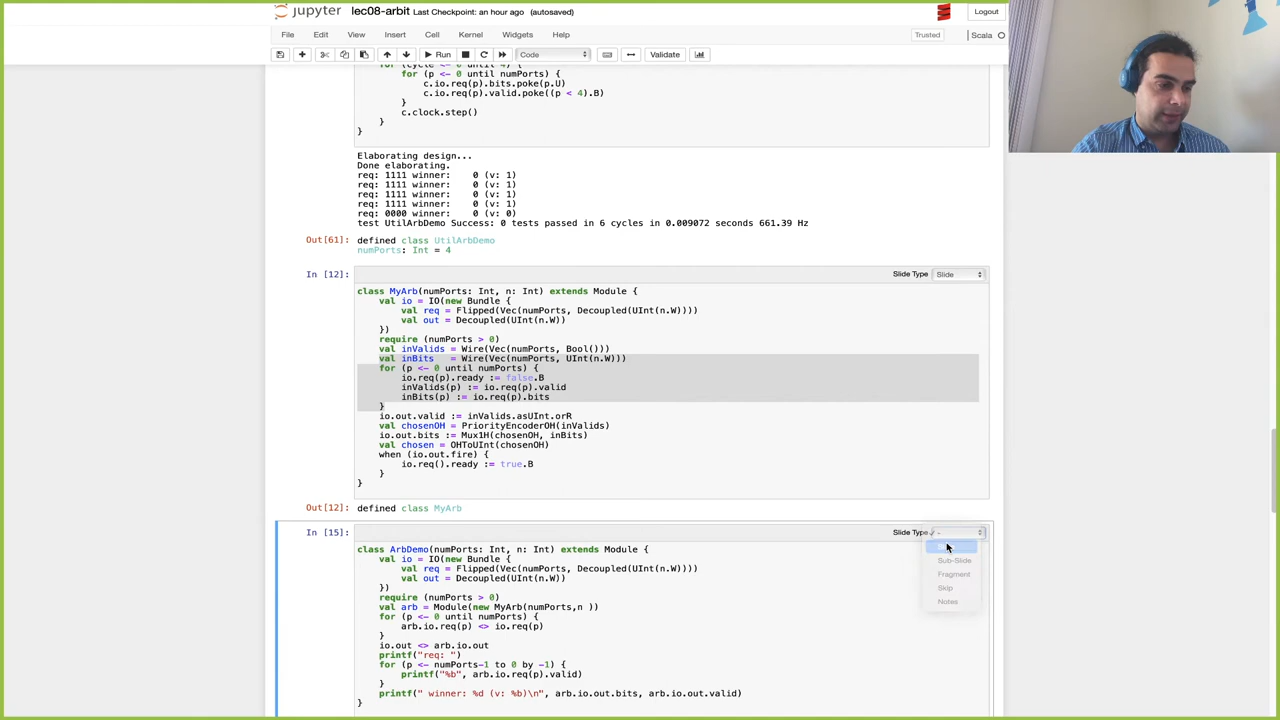 jupyter lec08-arbit Last Checkpoint: an hour ago (autosaved) Logout
File Edit View Insert Cell Kernel Widgets Help Trusted Scala
Run Code Validate
for (cycle <- 0 until 4) {
for (p <- 0 until numPorts) {
c.io.req(p).bits.poke(p.U)
c.io.req(p).valid.poke((p < 4).B)
}
c.clock.step()
}
}
Elaborating design...
Done elaborating.
req: 1111 winner: 0 (v: 1)
req: 1111 winner: 0 (v: 1)
req: 1111 winner: 0 (v: 1)
req: 1111 winner: 0 (v: 1)
req: 0000 winner: 0 (v: 0)
test UtilArbDemo Success: 0 tests passed in 6 cycles in 0.009072 seconds 661.39 Hz
Out[61]: defined class UtilArbDemo
numPorts: Int = 4
In [12]: Slide Type Slide
class MyArb(numPorts: Int, n: Int) extends Module {
val io = IO(new Bundle {
val req = Flipped(Vec(numPorts, Decoupled(UInt(n.W))))
val out = Decoupled(UInt(n.W))
})
require (numPorts > 0)
val inValids = Wire(Vec(numPorts, Bool()))
val inBits = Wire(Vec(numPorts, UInt(n.W)))
for (p <- 0 until numPorts) {
io.req(p).ready := false.B
inValids(p) := io.req(p).valid
inBits(p) := io.req(p).bits
}
io.out.valid := inValids.asUInt.orR
val chosenOH = PriorityEncoderOH(inValids)
io.out.bits := Mux1H(chosenOH, inBits)
val chosen = OHToUInt(chosenOH)
when (io.out.fire) {
io.req().ready := true.B
}
}
Out[12]: defined class MyArb
In [15]: Slide Type -
Sub-Slide
Fragment
Skip
Notes
class ArbDemo(numPorts: Int, n: Int) extends Module {
val io = IO(new Bundle {
val req = Flipped(Vec(numPorts, Decoupled(UInt(n.W))))
val out = Decoupled(UInt(n.W))
})
require (numPorts > 0)
val arb = Module(new MyArb(numPorts,n ))
for (p <- 0 until numPorts) {
arb.io.req(p) <> io.req(p)
}
io.out <> arb.io.out
printf("req: ")
for (p <- numPorts-1 to 0 by -1) {
printf("%b", arb.io.req(p).valid)
}
printf(" winner: %d (v: %b)\n", arb.io.out.bits, arb.io.out.valid)
}